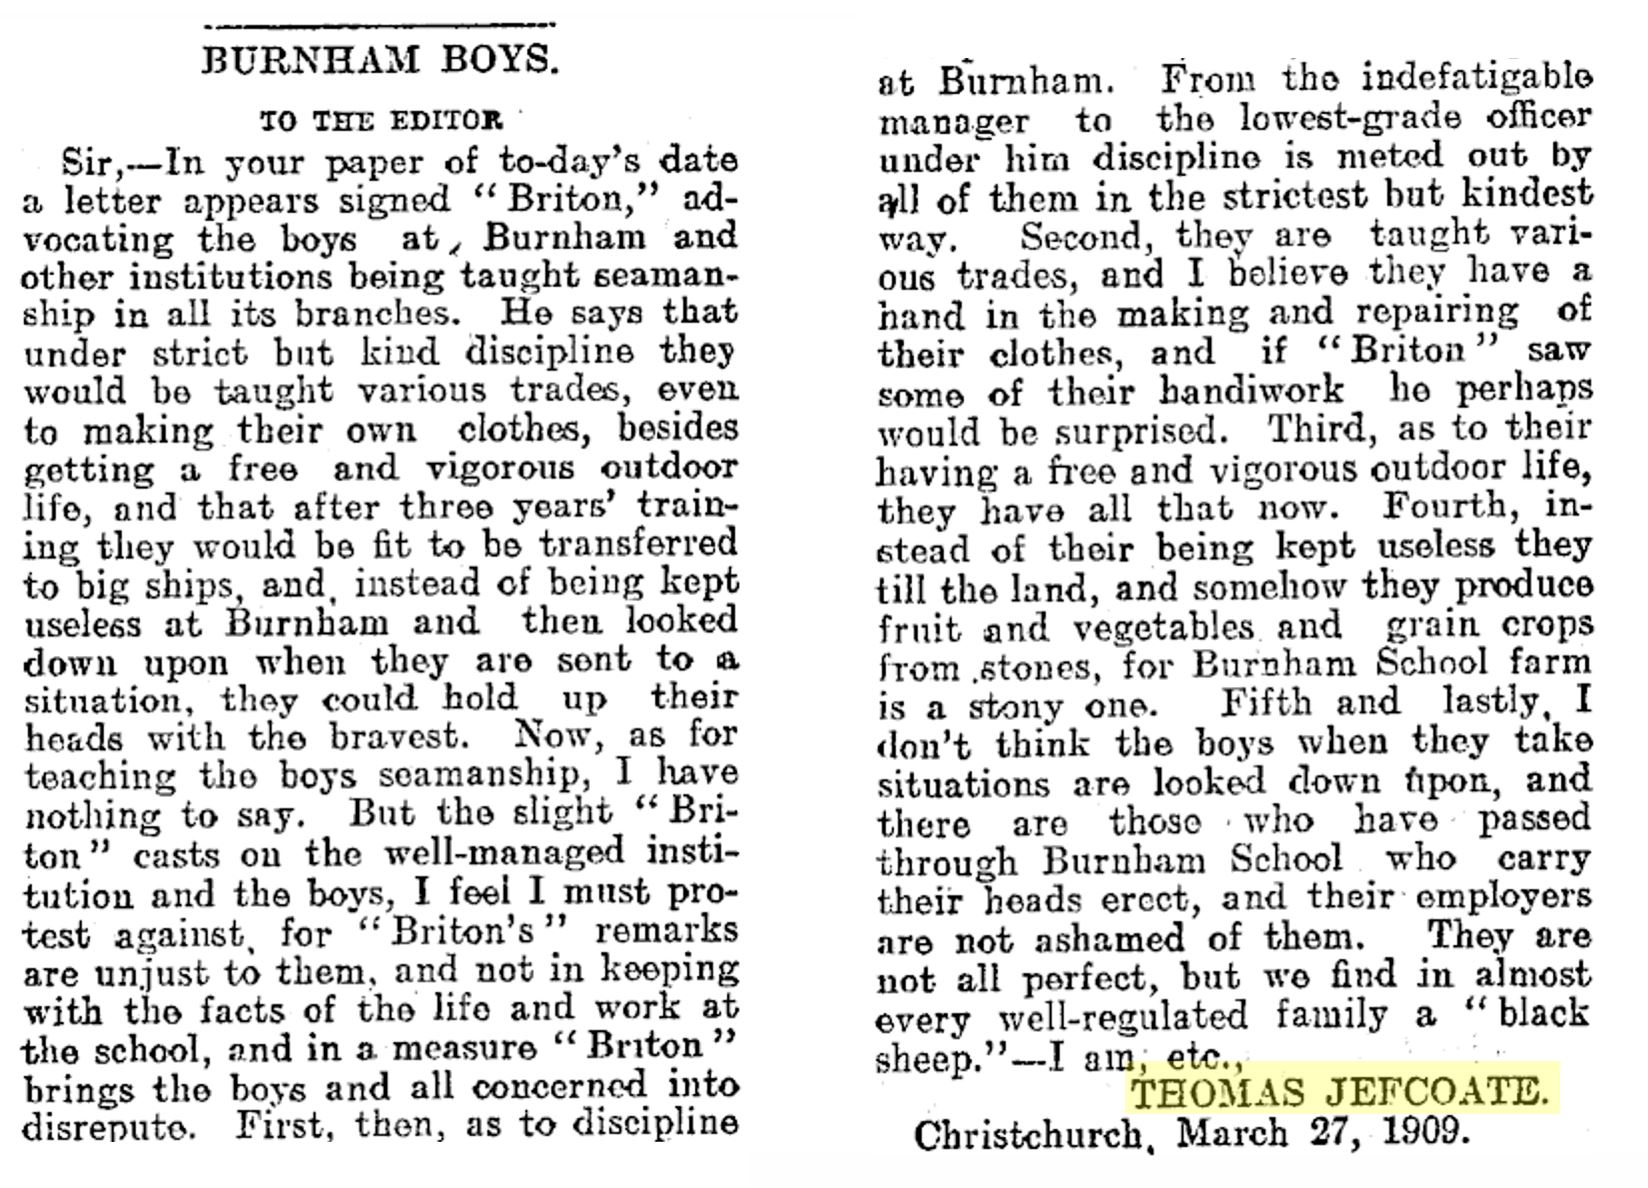 BURNHAM BOYS.
TO THE EDITOR
Sir,—In your paper of to-day's date
a letter appears signed "Briton," ad-
vocating the boys at Burnham and
other institutions being taught seaman-
ship in all its branches. He says that
under strict but kind discipline they
would be taught various trades, even
to making their own clothes, besides
getting a free and vigorous outdoor
life, and that after three years' train-
ing they would be fit to be transferred
to big ships, and, instead of being kept
useless at Burnham and then looked
down upon when they are sent to a
situation, they could hold up their
heads with the bravest. Now, as for
teaching the boys seamanship, I have
nothing to say. But the slight "Bri-
ton" casts on the well-managed insti-
tution and the boys, I feel I must pro-
test against, for "Briton's" remarks
are unjust to them, and not in keeping
with the facts of the life and work at
the school, and in a measure "Briton"
brings the boys and all concerned into
disrepute. First, then, as to discipline
at Burnham. From the indefatigable
manager to the lowest-grade officer
under him discipline is meted out by
all of them in the strictest but kindest
way. Second, they are taught vari-
ous trades, and I believe they have a
hand in the making and repairing of
their clothes, and if "Briton" saw
some of their handiwork he perhaps
would be surprised. Third, as to their
having a free and vigorous outdoor life,
they have all that now. Fourth, in-
stead of their being kept useless they
till the land, and somehow they produce
fruit and vegetables and grain crops
from stones, for Burnham School farm
is a stony one. Fifth and lastly, I
don't think the boys when they take
situations are looked down upon, and
there are those who have passed
through Burnham School who carry
their heads erect, and their employers
are not ashamed of them. They are
not all perfect, but we find in almost
every well-regulated family a "black
sheep."—I am, etc.,
THOMAS JEFCOATE.
Christchurch, March 27, 1909.